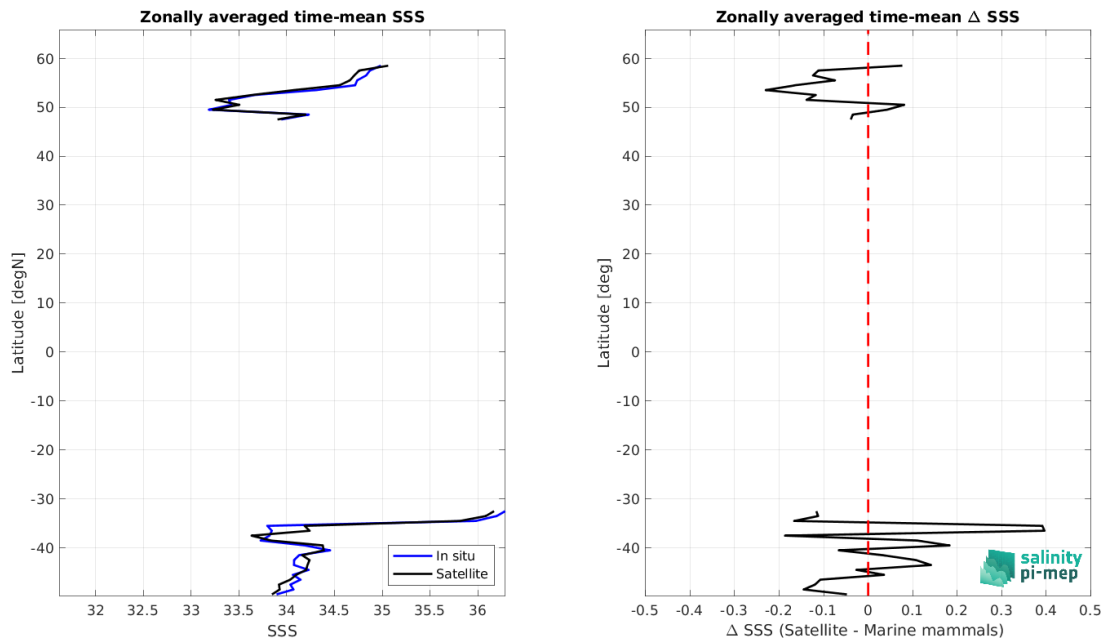 Zonally averaged time-mean SSS
60
50
40
30
20
10
0
-10
-20
-30
-40
Latitude [degN]
32 32.5 33 33.5 34 34.5 35 35.5 36
SSS
In situ
Satellite
Zonally averaged time-mean Δ SSS
60
50
40
30
20
10
0
-10
-20
-30
-40
Latitude [deg]
-0.5 -0.4 -0.3 -0.2 -0.1 0 0.1 0.2 0.3 0.4 0.5
Δ SSS (Satellite - Marine mammals)
salinity
pi-mep